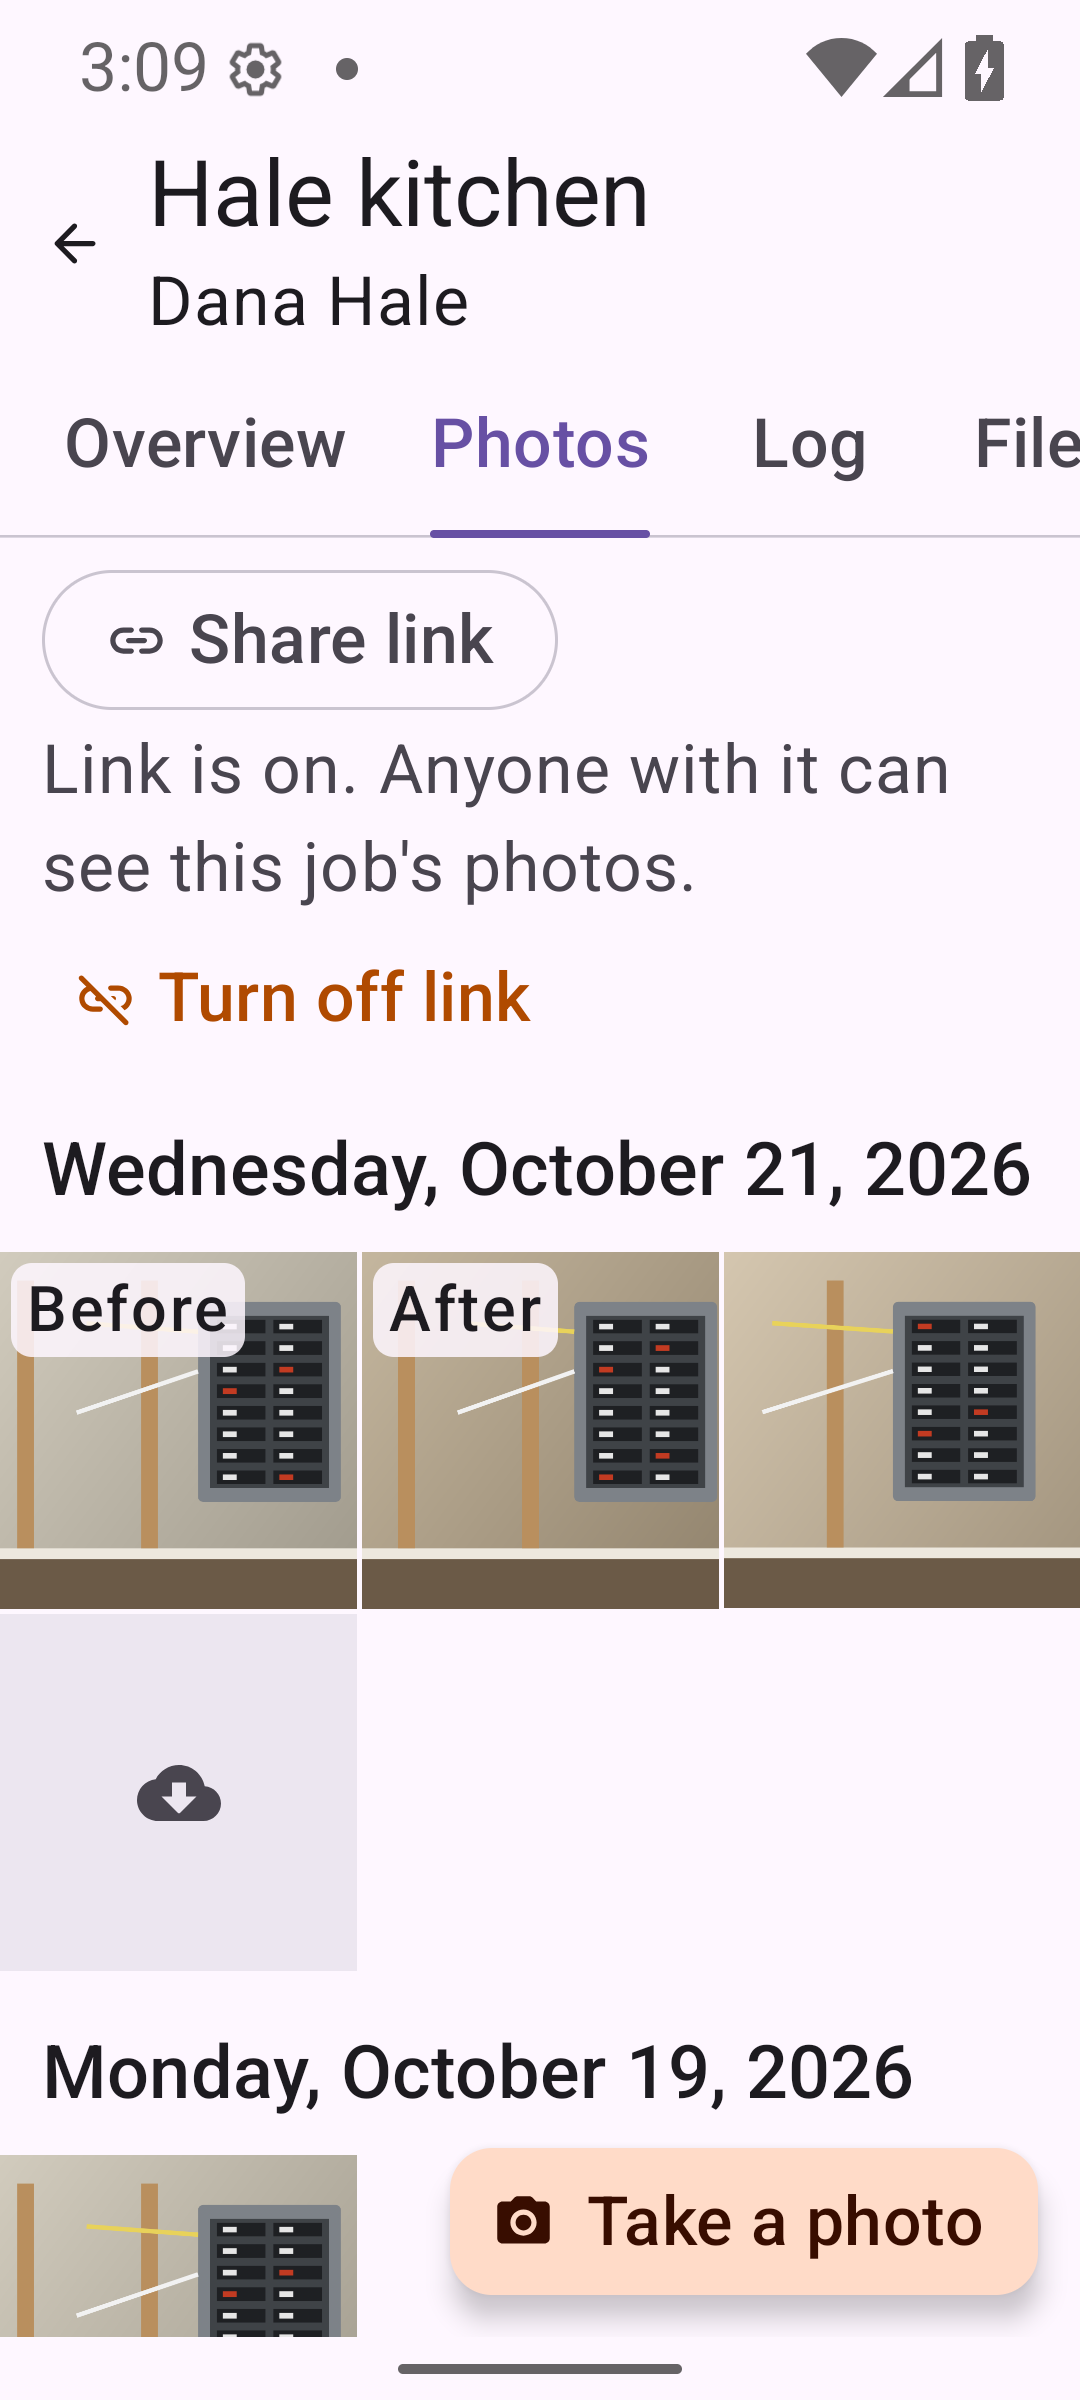 3:09
Hale kitchen
Dana Hale
Overview
Photos
Log
File
Share link
Link is on. Anyone with it can
see this job's photos.
Turn off link
Wednesday, October 21, 2026
Before
After
Monday, October 19, 2026
Take a photo